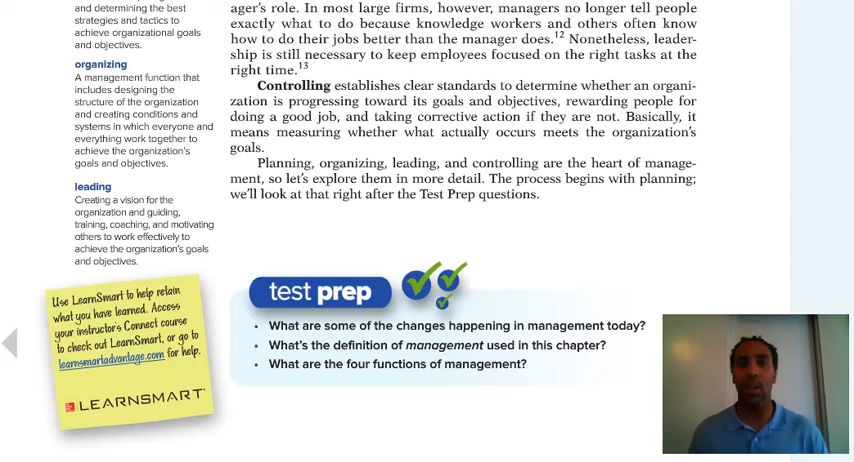 and determining the best
strategies and tactics to
achieve organizational goals
and objectives.
organizing
A management function that
includes designing the
structure of the organization
and creating conditions and
systems in which everyone and
everything work together to
achieve the organization's
goals and objectives.
leading
Creating a vision for the
organization and guiding,
training, coaching, and motivating
others to work effectively to
achieve the organization's goals
and objectives.
ager's role. In most large firms, however, managers no longer tell people
exactly what to do because knowledge workers and others often know
how to do their jobs better than the manager does.12 Nonetheless, leader-
ship is still necessary to keep employees focused on the right tasks at the
right time.13
Controlling establishes clear standards to determine whether an organi-
zation is progressing toward its goals and objectives, rewarding people for
doing a good job, and taking corrective action if they are not. Basically, it
means measuring whether what actually occurs meets the organization's
goals.
Planning, organizing, leading, and controlling are the heart of manage-
ment, so let's explore them in more detail. The process begins with planning;
we'll look at that right after the Test Prep questions.
Use LearnSmart to help retain
what you have learned. Access
your instructor's Connect course
to check out LearnSmart, or go to
learnsmartadvantage.com for help.
LEARNSMART
test prep
• What are some of the changes happening in management today?
• What's the definition of management used in this chapter?
• What are the four functions of management?